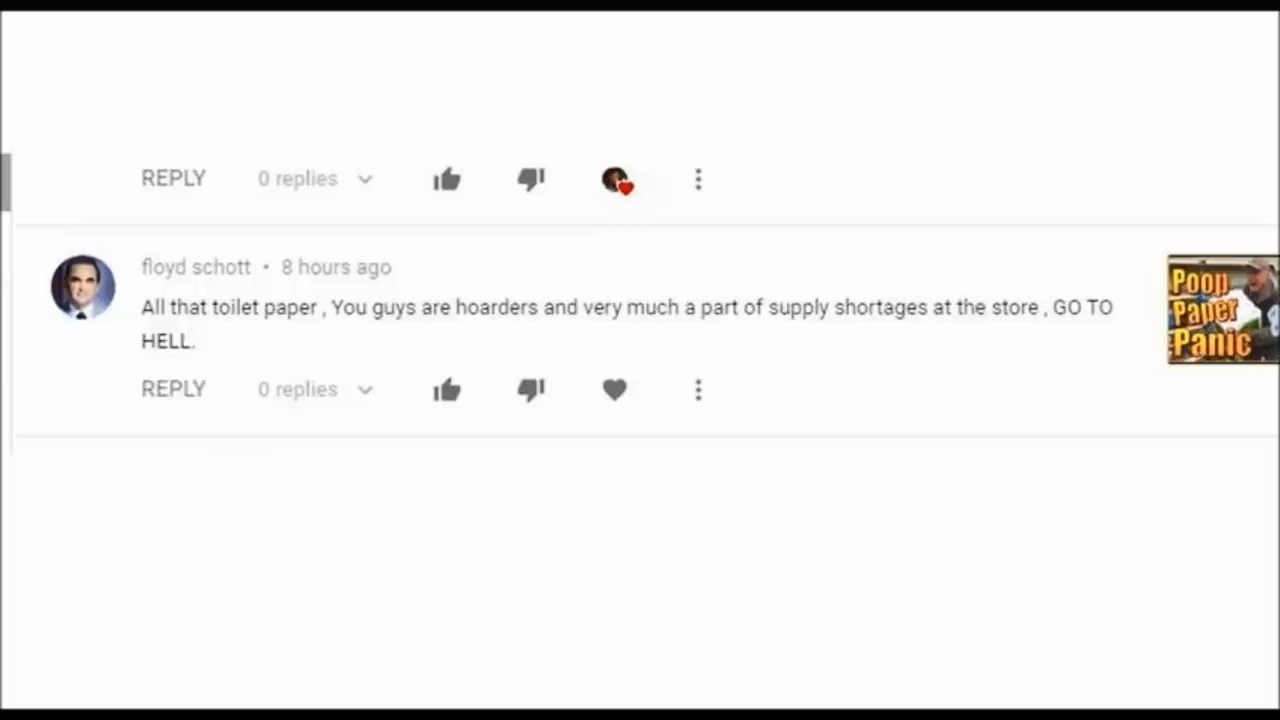 REPLY 0 replies
floyd schott • 8 hours ago
All that toilet paper , You guys are hoarders and very much a part of supply shortages at the store , GO TO
HELL.
REPLY 0 replies
Poop
Paper
Panic